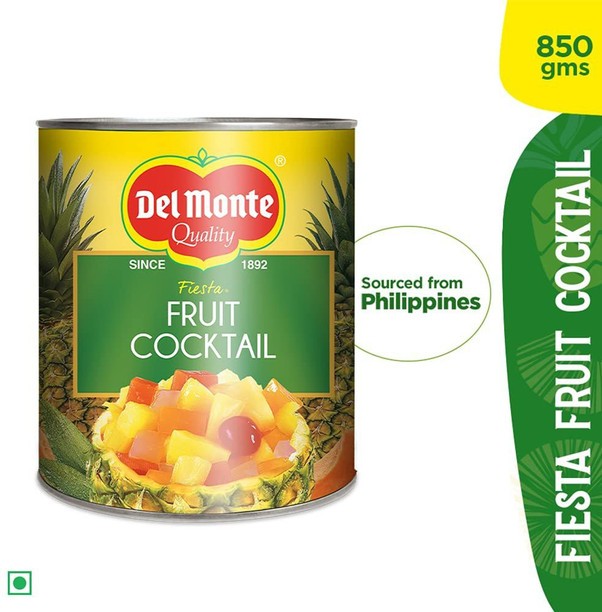 850
gms
®
Del Monte
Quality
SINCE 1892
Fiesta
FRUIT
COCKTAIL
Sourced from
Philippines
FIESTA FRUIT COCKTAIL